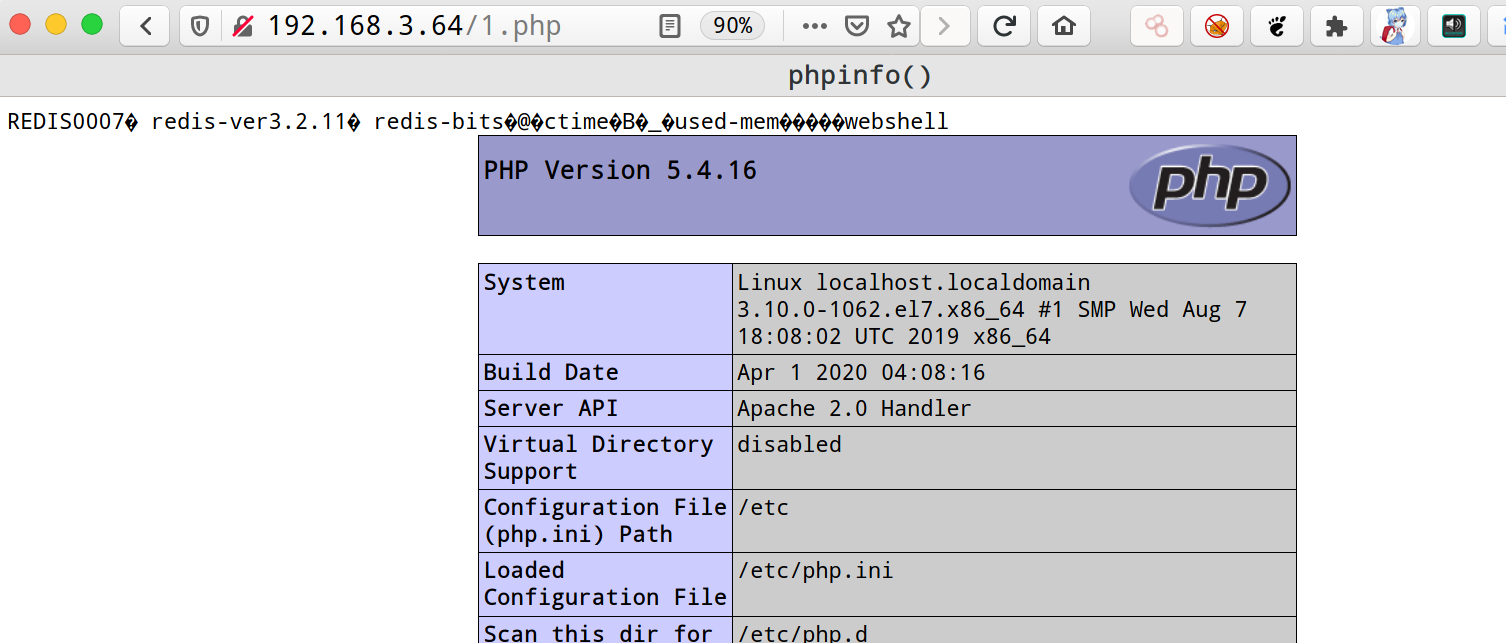 192.168.3.64/1.php
90%
phpinfo()
REDIS0007� redis-ver3.2.11� redis-bits�@�ctime�B�_�used-mem�����webshell
PHP Version 5.4.16
php
System
Linux localhost.localdomain
3.10.0-1062.el7.x86_64 #1 SMP Wed Aug 7
18:08:02 UTC 2019 x86_64
Build Date
Apr 1 2020 04:08:16
Server API
Apache 2.0 Handler
Virtual Directory
Support
disabled
Configuration File
(php.ini) Path
/etc
Loaded
Configuration File
/etc/php.ini
Scan this dir for
/etc/php.d